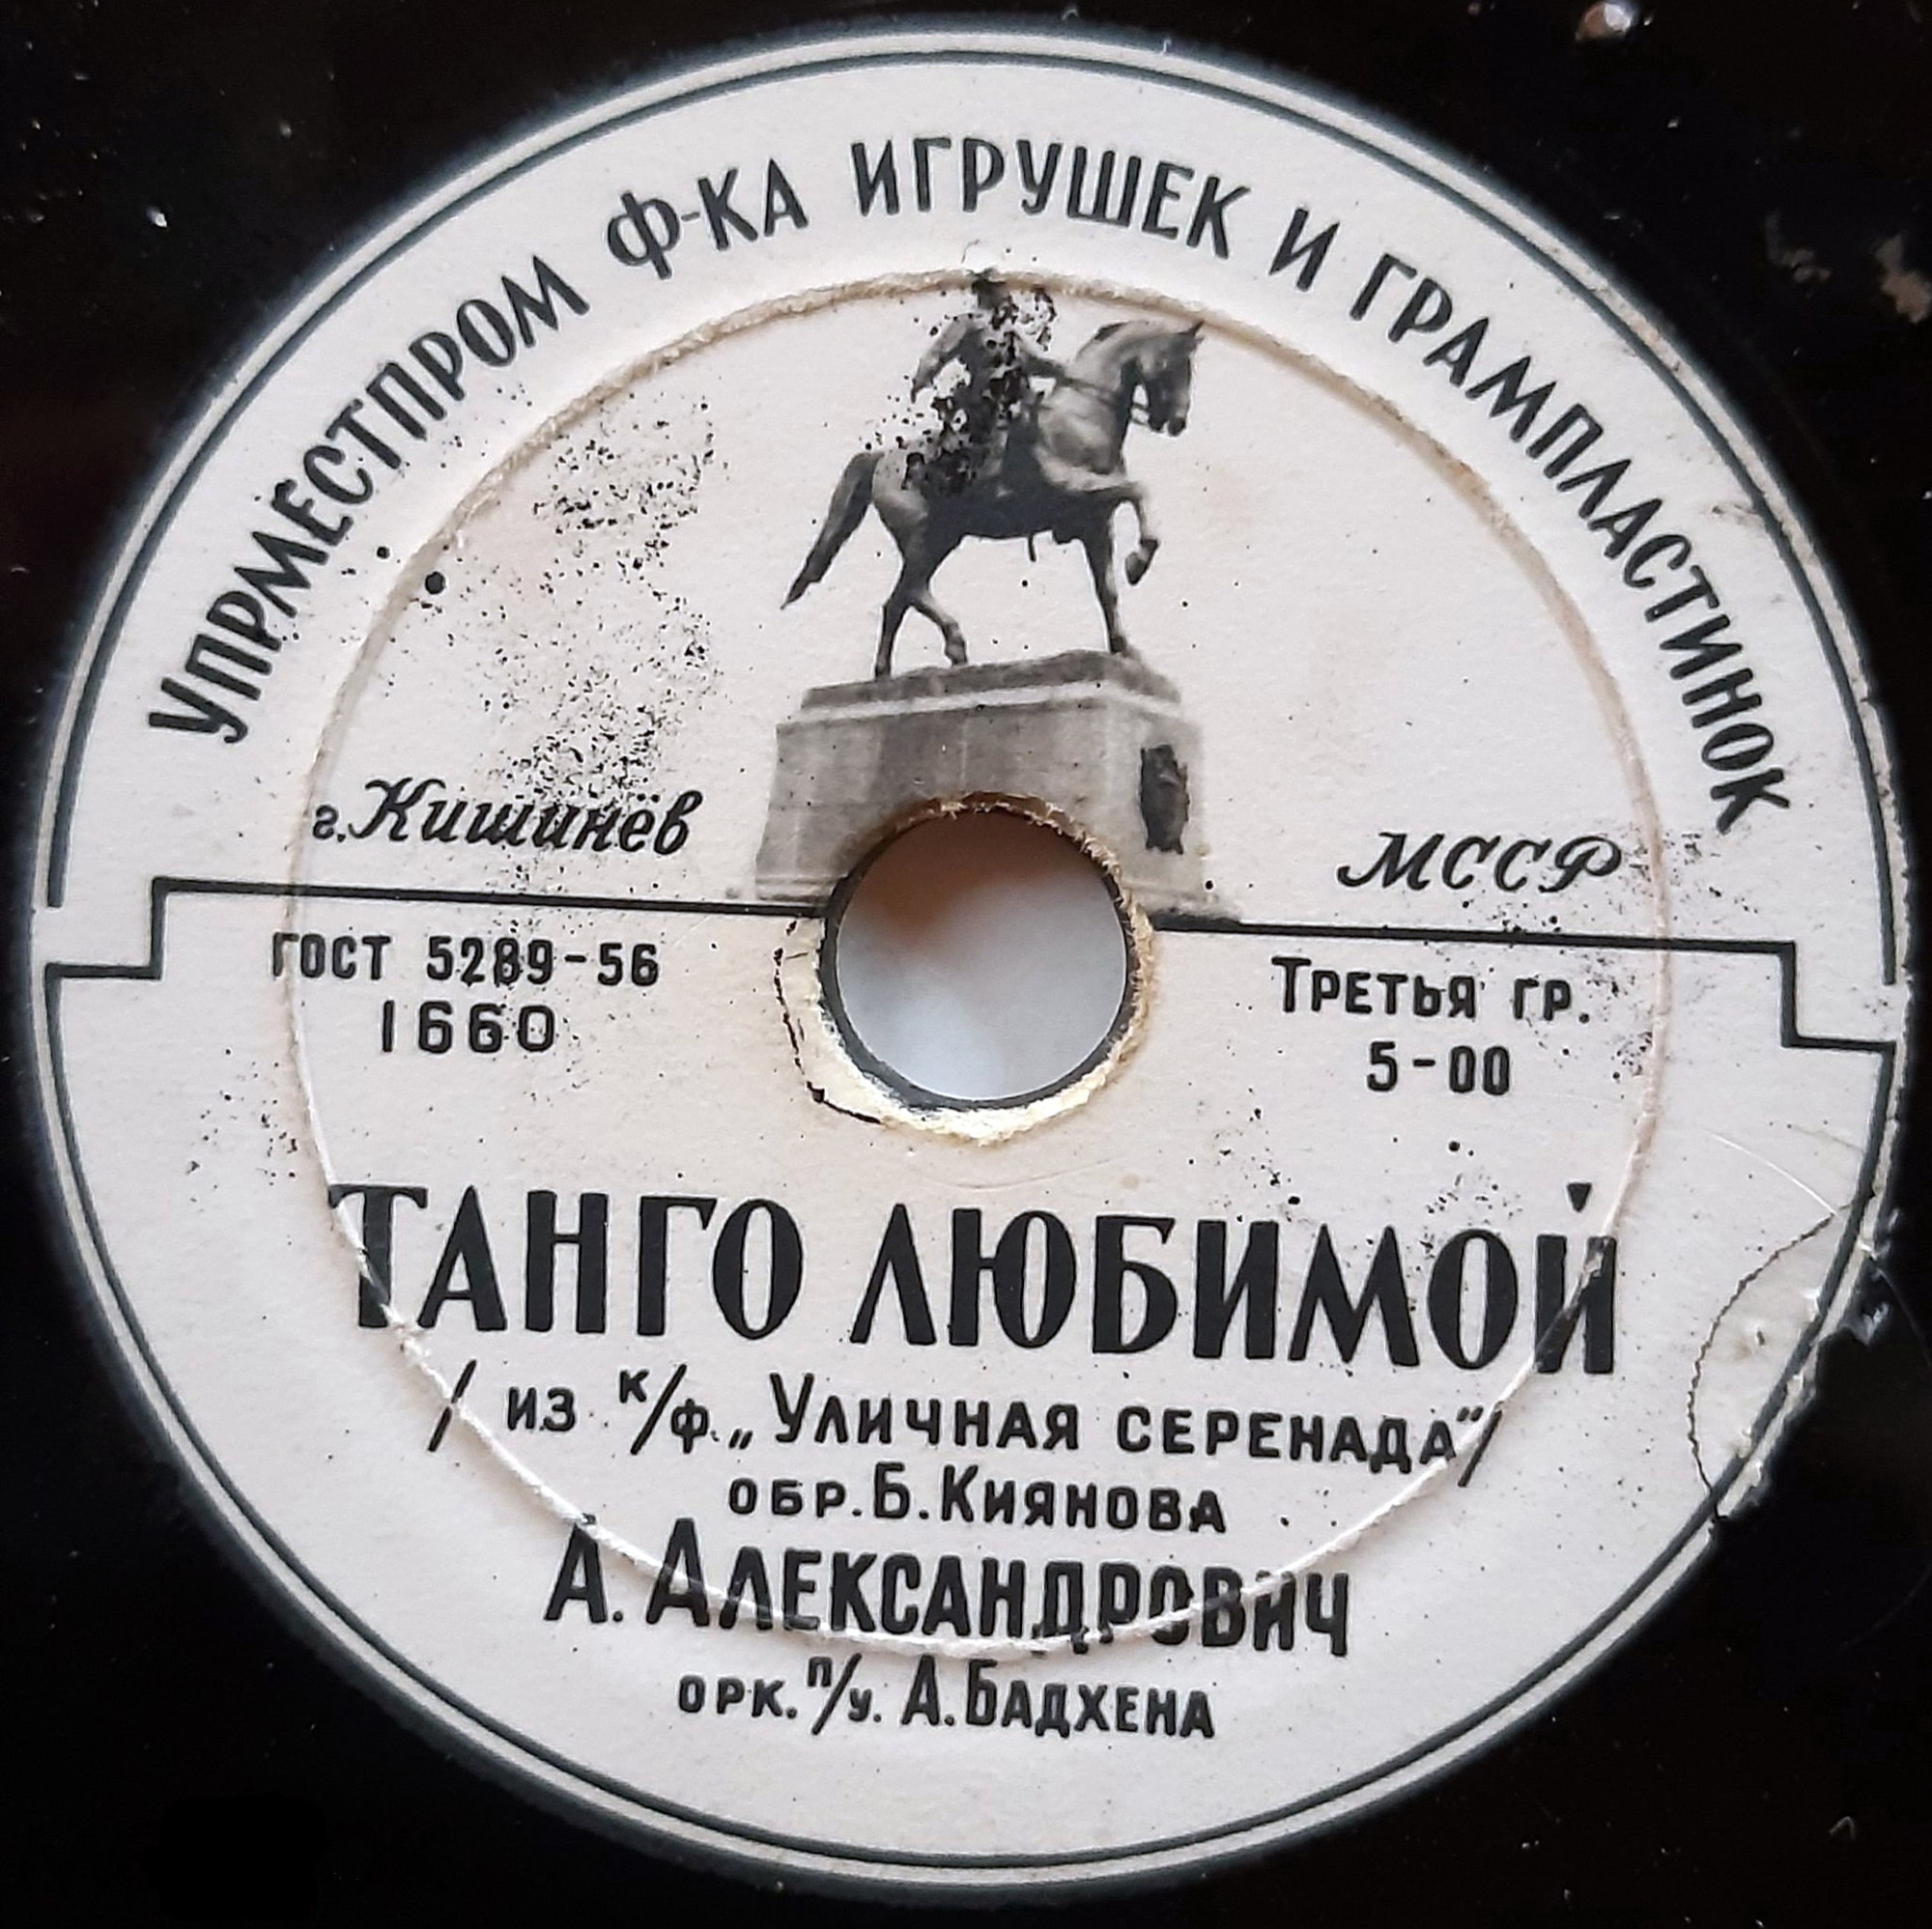 УПРМЕСТПРОМ Ф-КА ИГРУШЕК И ГРАМПЛАСТИНОК
г. Кишинёв
МССР
ГОСТ 5289-56
1660
ТРЕТЬЯ ГР.
5-00
ТАНГО ЛЮБИМОЙ
/ ИЗ К/Ф. „УЛИЧНАЯ СЕРЕНАДА"/
ОБР. Б. КИЯНОВА
А. АЛЕКСАНДРОВИЧ
ОРК. П/У. А. БАДХЕНА